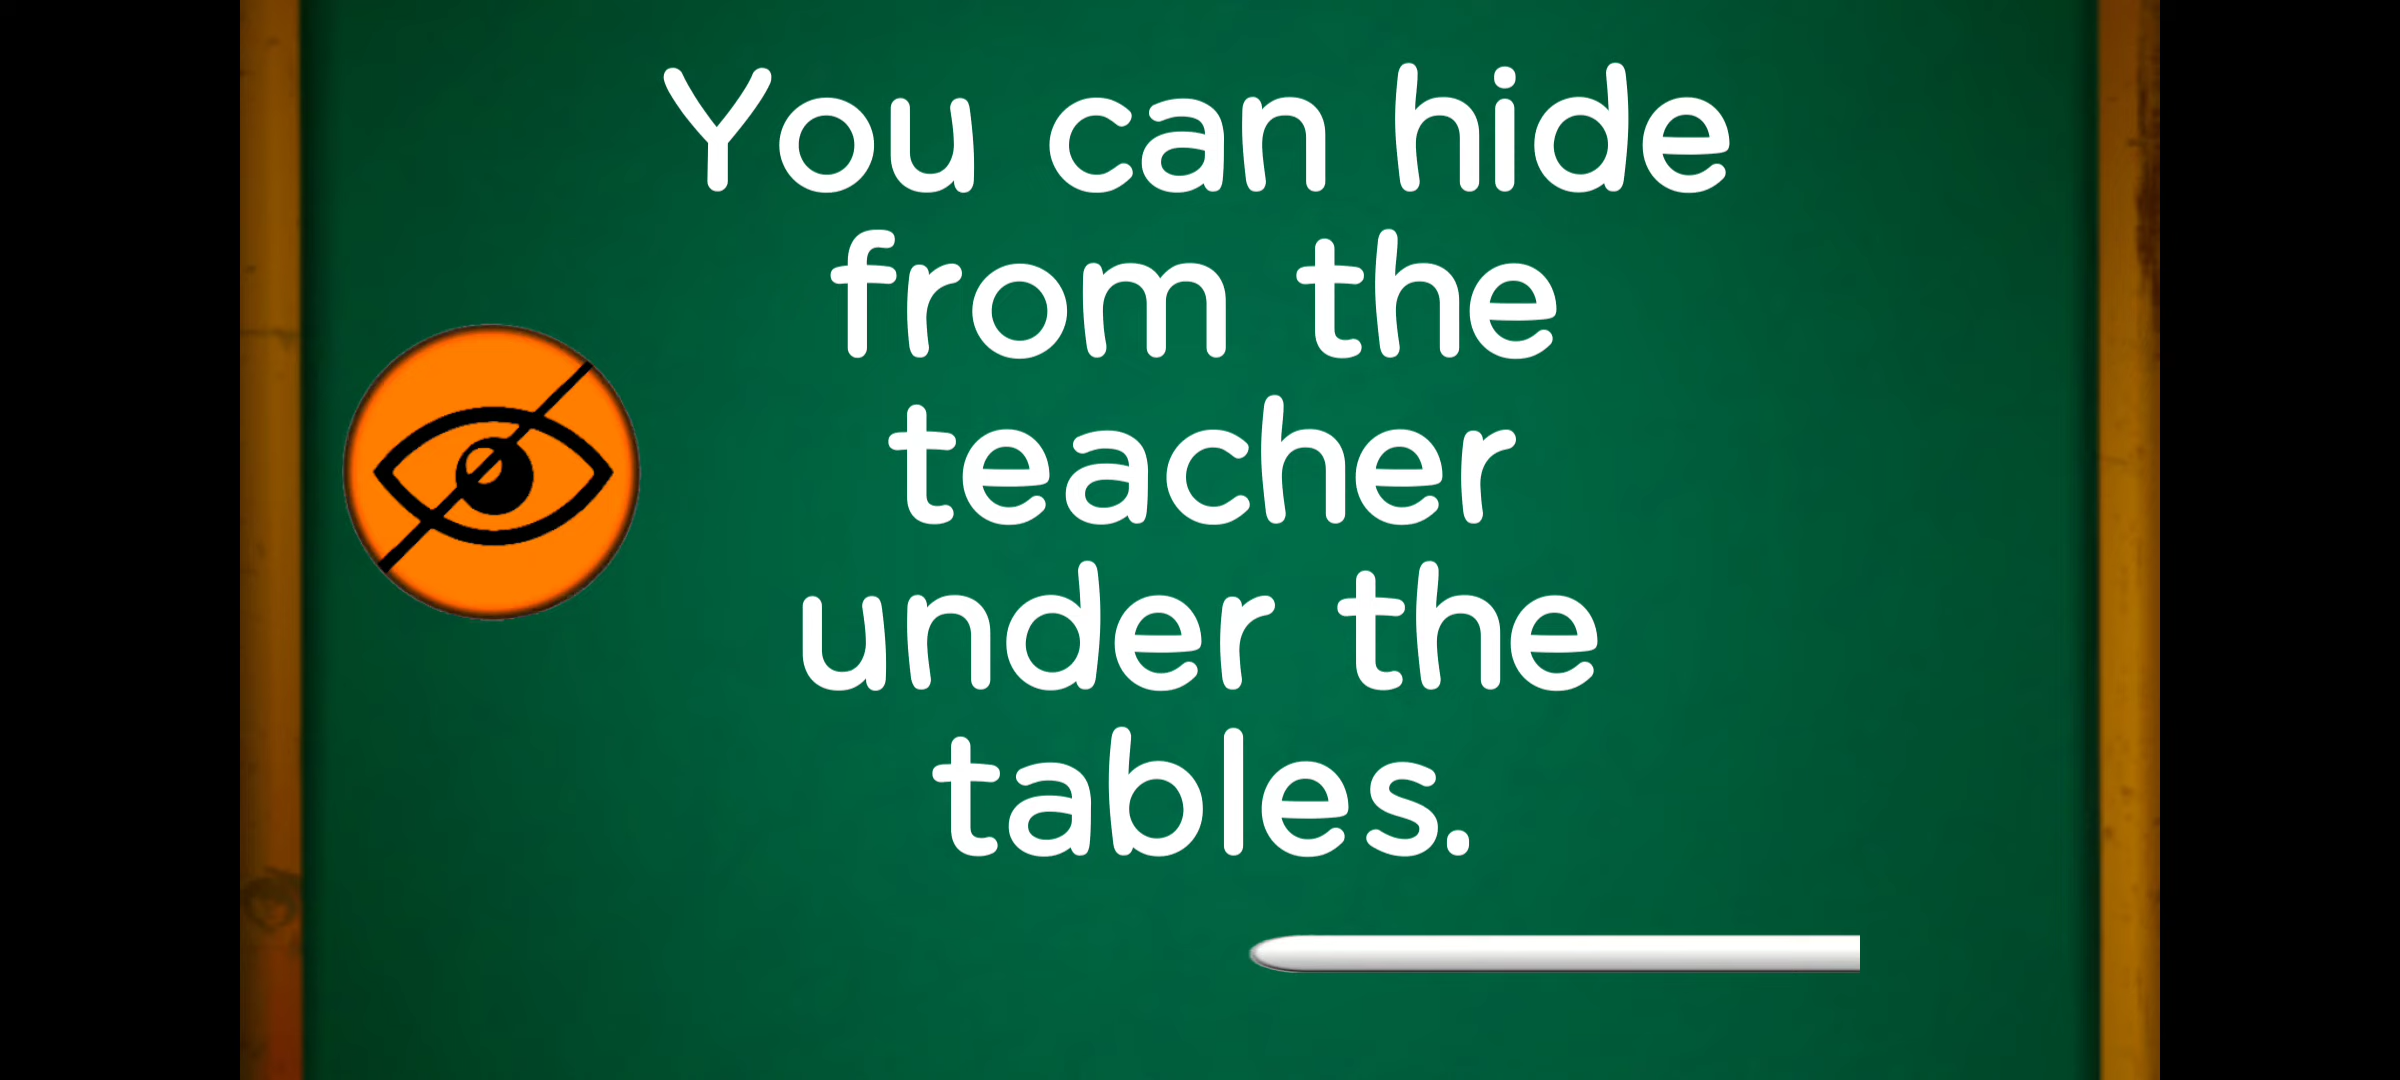 You can hide
from the
teacher
under the
tables.